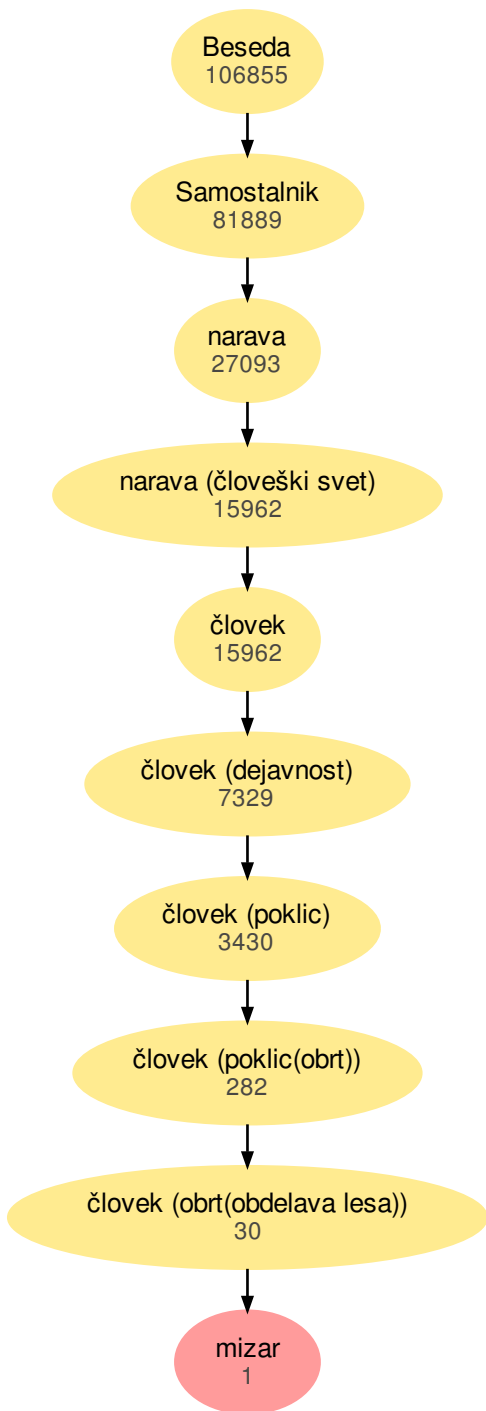 Beseda
106855
Samostalnik
81889
narava
27093
narava (človeški svet)
15962
človek
15962
človek (dejavnost)
7329
človek (poklic)
3430
človek (poklic(obrt))
282
človek (obrt(obdelava lesa))
30
mizar
1